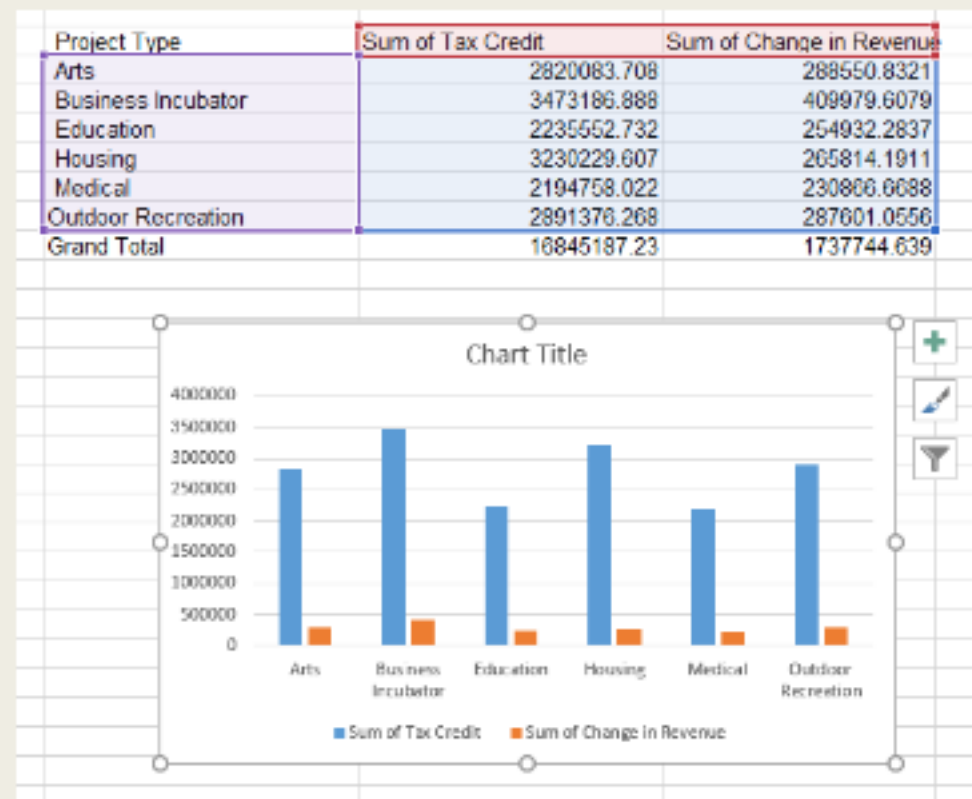 Project Type Sum of Tax Credit Sum of Change in Revenue
Arts 2820083.708 288550.8321
Business Incubator 3473186.888 409979.6079
Education 2235552.732 254932.2837
Housing 3230229.607 265814.1911
Medical 2194758.022 230866.6688
Outdoor Recreation 2891376.268 287601.0556
Grand Total 16845187.23 1737744.639
Chart Title
4000000
3500000
3000000
2500000
2000000
1500000
1000000
500000
0
Arts Business Education Housing Medical Outdoor
Incubator Recreation
Sum of Tax Credit Sum of Change in Revenue